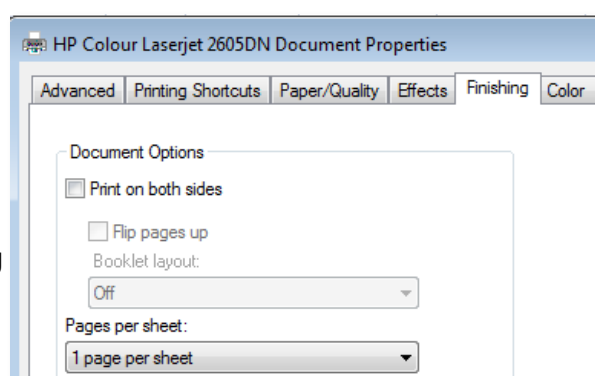 HP Colour Laserjet 2605DN Document Properties
Advanced Printing Shortcuts Paper/Quality Effects Finishing Color
Document Options
Print on both sides
Flip pages up
Booklet layout:
Off
Pages per sheet:
1 page per sheet